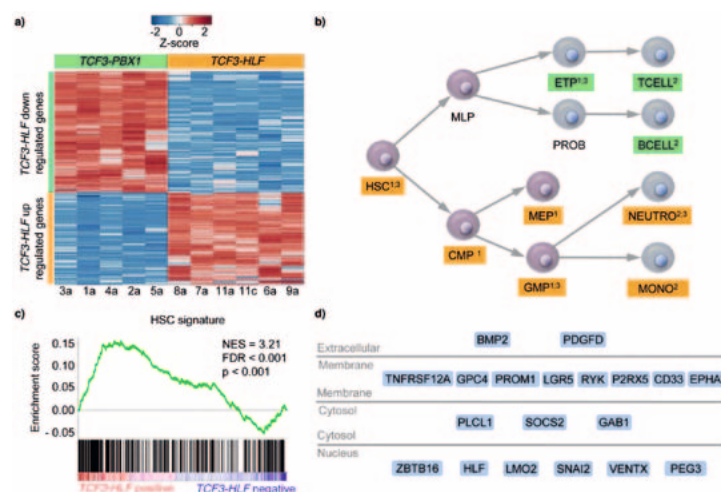 a)
-2 0 2
Z-score
TCF3-PBX1 TCF3-HLF
TCF3-HLF down
regulated genes
TCF3-HLF up
regulated genes
3a 1a 4a 2a 5a 8a 7a 11a 11c 6a 9a
b)
ETP1,3 TCELL2
MLP
PROB BCELL2
HSC1,3
MEP1 NEUTRO2,3
CMP 1
GMP1,3 MONO2
c)
HSC signature
NES = 3.21
FDR < 0.001
p < 0.001
Enrichment score
0.15
0.10
0.05
0.00
- 0.05
TCF3-HLF positive TCF3-HLF negative
d)
BMP2 PDGFD
Extracellular
Membrane
TNFRSF12A GPC4 PROM1 LGR5 RYK P2RX5 CD33 EPHA
Membrane
Cytosol
PLCL1 SOCS2 GAB1
Cytosol
Nucleus
ZBTB16 HLF LMO2 SNAI2 VENTX PEG3